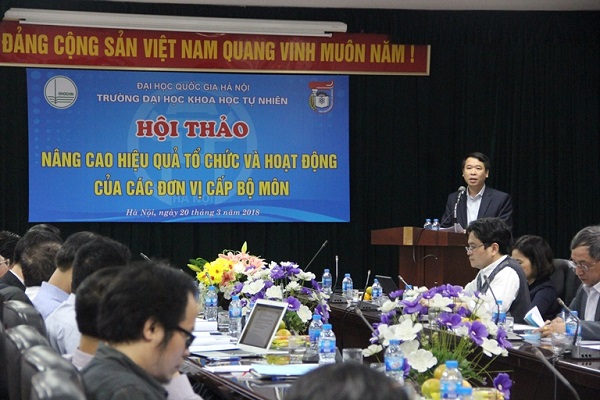 ĐẢNG CỘNG SẢN VIỆT NAM QUANG VINH MUÔN NĂM !
ĐẠI HỌC QUỐC GIA HÀ NỘI
TRƯỜNG ĐẠI HỌC KHOA HỌC TỰ NHIÊN
HỘI THẢO
NÂNG CAO HIỆU QUẢ TỔ CHỨC VÀ HOẠT ĐỘNG
CỦA CÁC ĐƠN VỊ CẤP BỘ MÔN
Hà Nội, ngày 20 tháng 3 năm 2018